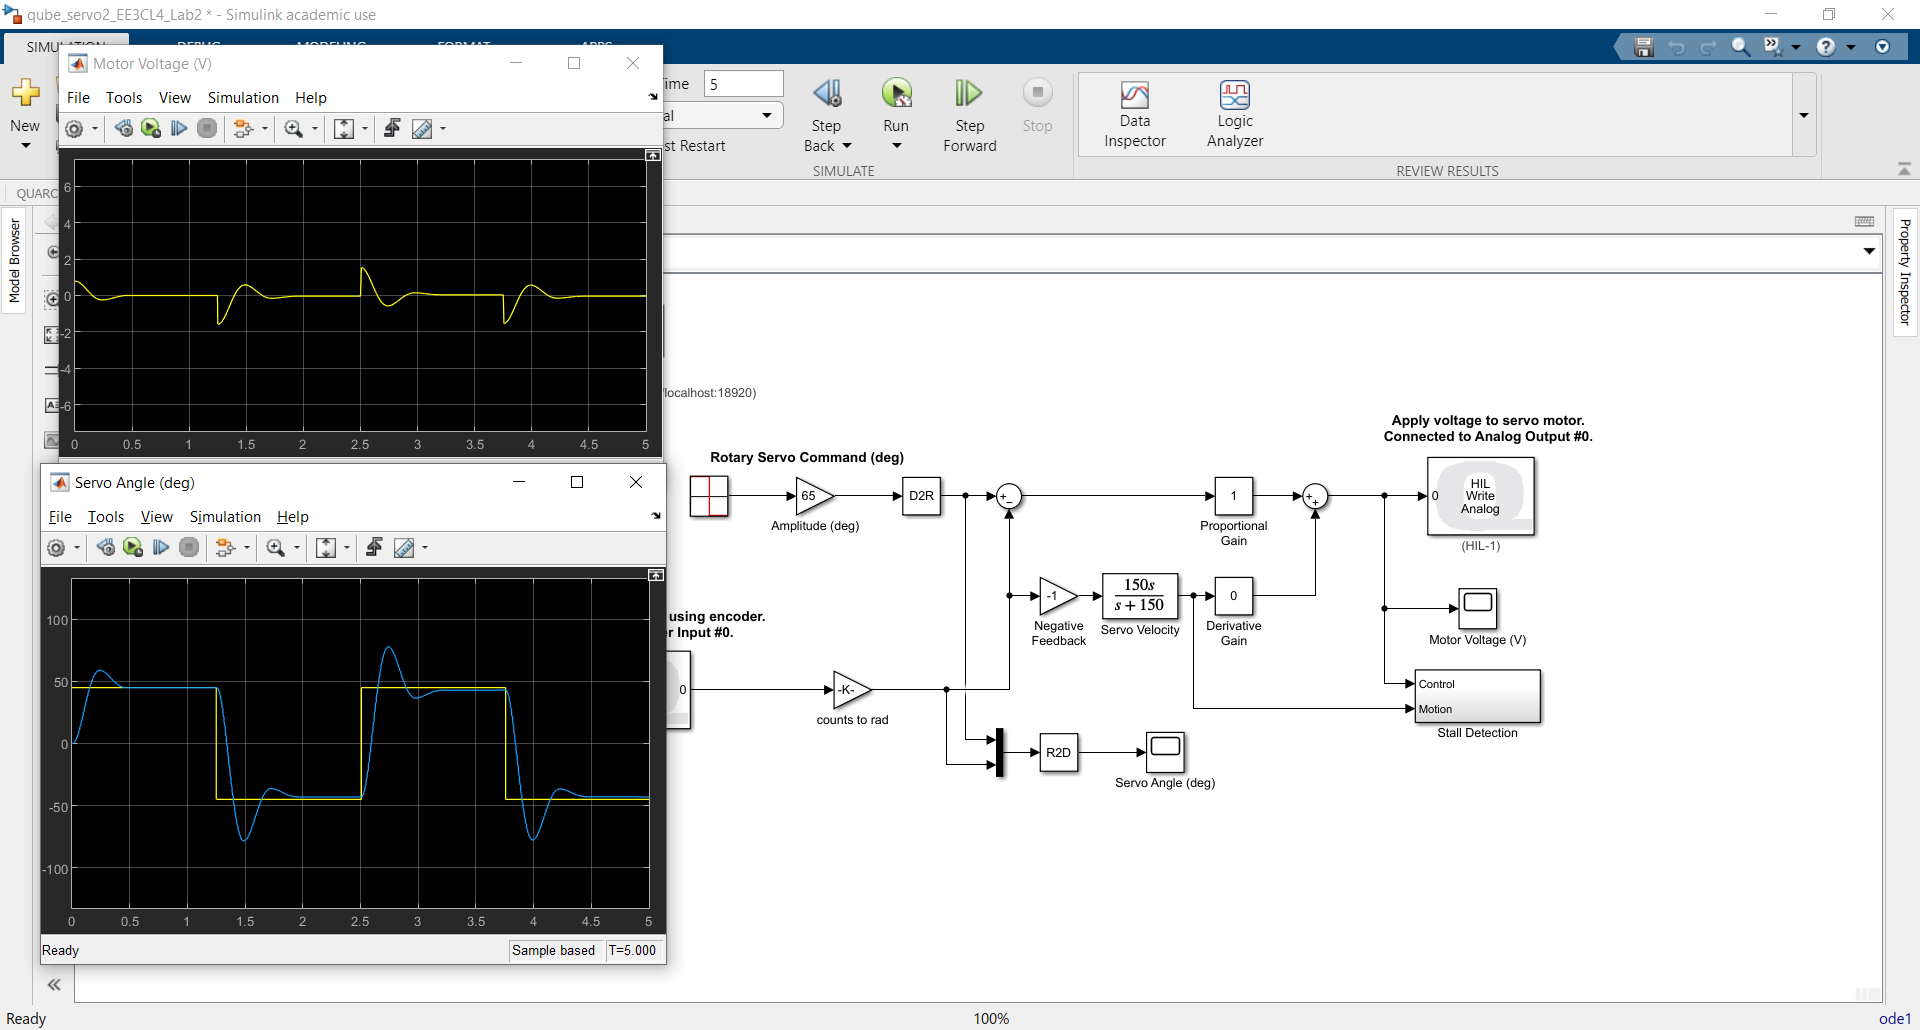 qube_servo2_EE3CL4_Lab2 * - Simulink academic use
SIMULATION DEBUG MODELING FORMAT APPS
Motor Voltage (V)
File Tools View Simulation Help
New
ime 5
al
st Restart
Step Back
Run
Step Forward
Stop
SIMULATE
Data Inspector
Logic Analyzer
REVIEW RESULTS
QUARC
Model Browser
Property Inspector
6
4
2
0
-2
-4
-6
0 0.5 1 1.5 2 2.5 3 3.5 4 4.5 5
Servo Angle (deg)
File Tools View Simulation Help
100
50
0
-50
-100
0 0.5 1 1.5 2 2.5 3 3.5 4 4.5 5
Ready Sample based T=5.000
/localhost:18920)
Rotary Servo Command (deg)
65
Amplitude (deg)
D2R
1
Proportional
Gain
Apply voltage to servo motor.
Connected to Analog Output #0.
0
HIL
Write
Analog
(HIL-1)
-1
Negative
Feedback
150s
s + 150
Servo Velocity
0
Derivative
Gain
Motor Voltage (V)
Control
Motion
Stall Detection
using encoder.
r Input #0.
0
-K-
counts to rad
R2D
Servo Angle (deg)
Ready 100% ode1